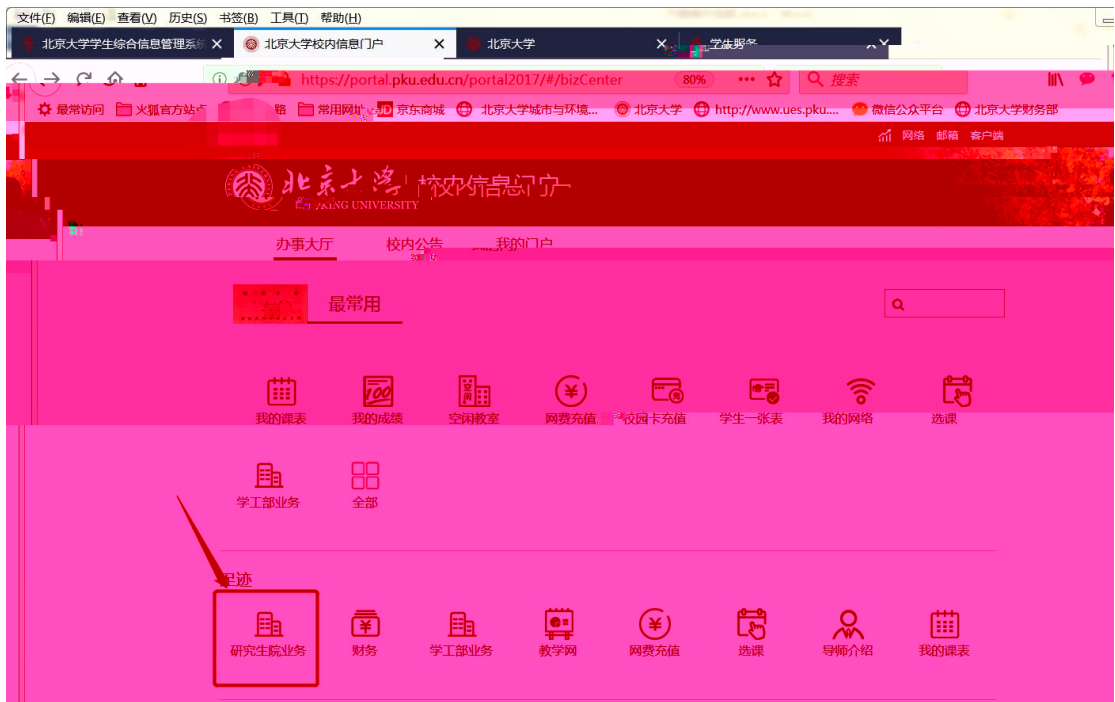 文件(F) 编辑(E) 查看(V) 历史(S) 书签(B) 工具(T) 帮助(H)
北京大学学生综合信息管理系统 北京大学校内信息门户 北京大学
https://portal.pku.edu.cn/portal2017/#/bizCenter 80% 搜索
最常访问 火狐官方站点 常用网址 JD 京东商城 北京大学城市与环境... 北京大学 http://www.ues.pku.... 微信公众平台 北京大学财务部
网络 邮箱 客户端
北京大学 校内信息门户
UNIVERSITY
办事大厅 校内公告 我的门户
最常用
我的课表 我的成绩 空闲教室 网费充值 校园卡充值 学生一张表 我的网络 选课
学工部业务 全部
足迹
研究生院业务 财务 学工部业务 教学网 网费充值 选课 导师介绍 我的课表